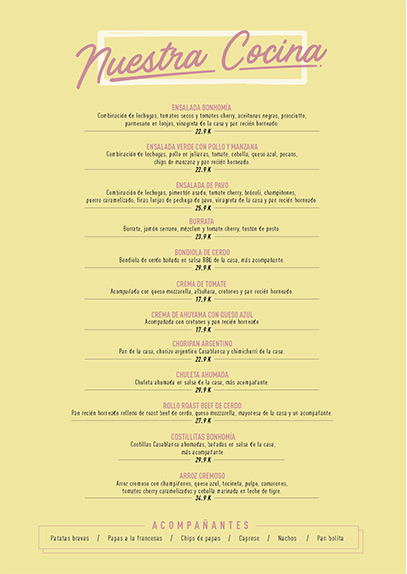 Nuestra Cocina
ENSALADA BONHOMÍA
Combinación de lechugas, tomates secos y tomates cherry, aceitunas negras, prosciutto,
parmesano en lonjas, vinagreta de la casa y pan recién horneado.
22.9 K
ENSALADA VERDE CON POLLO Y MANZANA
Combinación de lechugas, pollo en julianas, tomate, cebolla, queso azul, pecans,
chips de manzana y pan recién horneado.
22.9 K
ENSALADA DE PAVO
Combinación de lechugas, pimentón asado, tomate cherry, brócoli, champiñones,
puerro caramelizado, finas lonjas de pechuga de pavo, vinagreta de la casa y pan recién horneado.
25.9 K
BURRATA
Burrata, jamón serrano, mézclum y tomate cherry, tostón de pesto.
23.9 K
BONDIOLA DE CERDO
Bondiola de cerdo bañada en salsa BBQ de la casa, más acompañante.
29.9 K
CREMA DE TOMATE
Acompañada con queso mozzarella, albahaca, crotones y pan recién horneado.
17.9 K
CREMA DE AHUYAMA CON QUESO AZUL
Acompañada con crotones y pan recién horneado
17.9 K
CHORIPAN ARGENTINO
Pan de la casa, chorizo argentino Casablanca y chimichurri de la casa.
22.9 K
CHULETA AHUMADA
Chuleta ahumada en salsa de la casa, más acompañante.
29.9 K
ROLLO ROAST BEEF DE CERDO
Pan recién horneado relleno de roast beef de cerdo, queso mozzarella, mayonesa de la casa y un acompañante.
27.9 K
COSTILLITAS BONHOMÍA
Costillas Casablanca ahumadas, bañadas en salsa de la casa,
más acompañante
29.9 K
ARROZ CREMOSO
Arroz cremoso con champiñones, queso azul, tocineta, pulpo, camarones,
tomates cherry caramelizados y cebolla marinada en leche de tigre.
34.9 K
ACOMPAÑANTES
Patatas bravas / Papas a la francesas / Chips de papas / Caprese / Nachos / Pan bolita